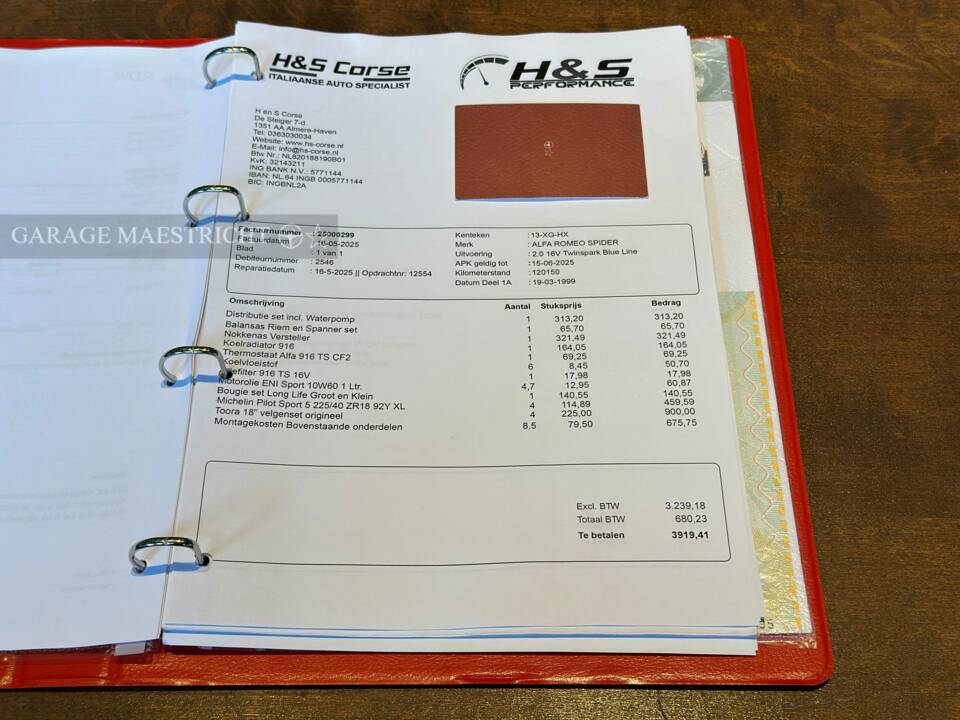 H&S Corse
ITALIAANSE AUTO SPECIALIST
H&S
PERFORMANCE
H en S Corse
De Steiger 7-d
1351 AA Almere-Haven
Tel: 0363030034
Website: www.hs-corse.nl
E-Mail: info@hs-corse.nl
Btw Nr.: NL820188190B01
KvK: 32143211
ING BANK N.V.: 5771144
IBAN: NL 64 INGB 0005771144
BIC: INGBNL2A
GARAGE MAESTRICHT
Factuurnummer : 25000299
Factuurdatum : 16-05-2025
Blad : 1 van 1
Debiteurnummer : 2546
Reparatiedatum : 16-5-2025 || Opdrachtnr: 12554
Kenteken : 13-XG-HX
Merk : ALFA ROMEO SPIDER
Uitvoering : 2.0 16V Twinspark Blue Line
APK geldig tot : 15-06-2025
Kilometerstand : 120150
Datum Deel 1A : 19-03-1999
Omschrijving Aantal Stuksprijs Bedrag
Distributie set incl. Waterpomp 1 313,20 313,20
Balansas Riem en Spanner set 1 65,70 65,70
Nokkenas Versteller 1 321,49 321,49
Koelradiator 916 1 164,05 164,05
Thermostaat Alfa 916 TS CF2 1 69,25 69,25
Koelvloeistof 6 8,45 50,70
iefilter 916 TS 16V 1 17,98 17,98
Motorolie ENI Sport 10W60 1 Ltr. 4,7 12,95 60,87
Bougie set Long Life Groot en Klein 1 140,55 140,55
Michelin Pilot Sport 5 225/40 ZR18 92Y XL 4 114,89 459,59
Toora 18" velgenset origineel 4 225,00 900,00
Montagekosten Bovenstaande onderdelen 8,5 79,50 675,75
Excl. BTW 3.239,18
Totaal BTW 680,23
Te betalen 3919,41